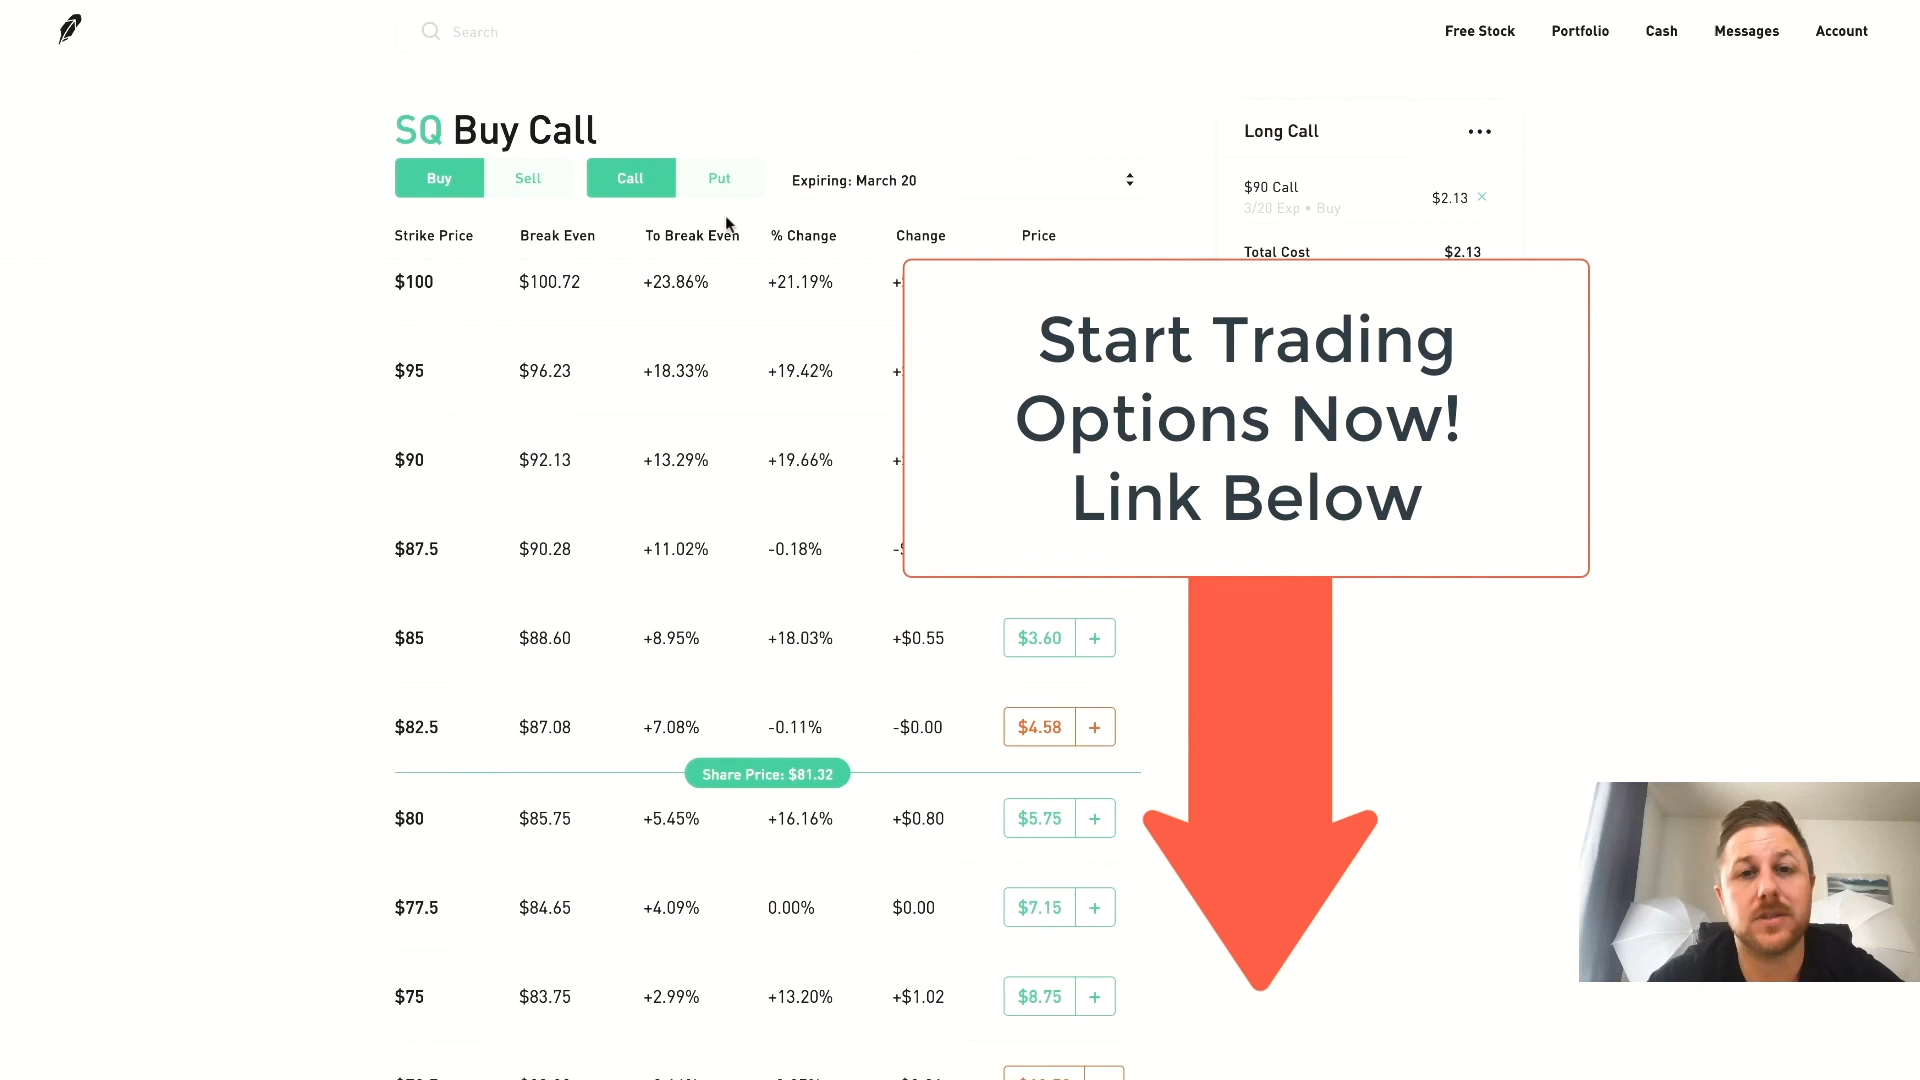 Search
Free Stock Portfolio Cash Messages Account
SQ Buy Call
Buy Sell Call Put Expiring: March 20
Strike Price Break Even To Break Even % Change Change Price
$100 $100.72 +23.86% +21.19% +
$95 $96.23 +18.33% +19.42% +
$90 $92.13 +13.29% +19.66% +
$87.5 $90.28 +11.02% -0.18%
$85 $88.60 +8.95% +18.03% +$0.55 $3.60 +
$82.5 $87.08 +7.08% -0.11% -$0.00 $4.58 +
Share Price: $81.32
$80 $85.75 +5.45% +16.16% +$0.80 $5.75 +
$77.5 $84.65 +4.09% 0.00% $0.00 $7.15 +
$75 $83.75 +2.99% +13.20% +$1.02 $8.75 +
Long Call
$90 Call
3/20 Exp • Buy
$2.13
Total Cost $2.13
Start Trading
Options Now!
Link Below